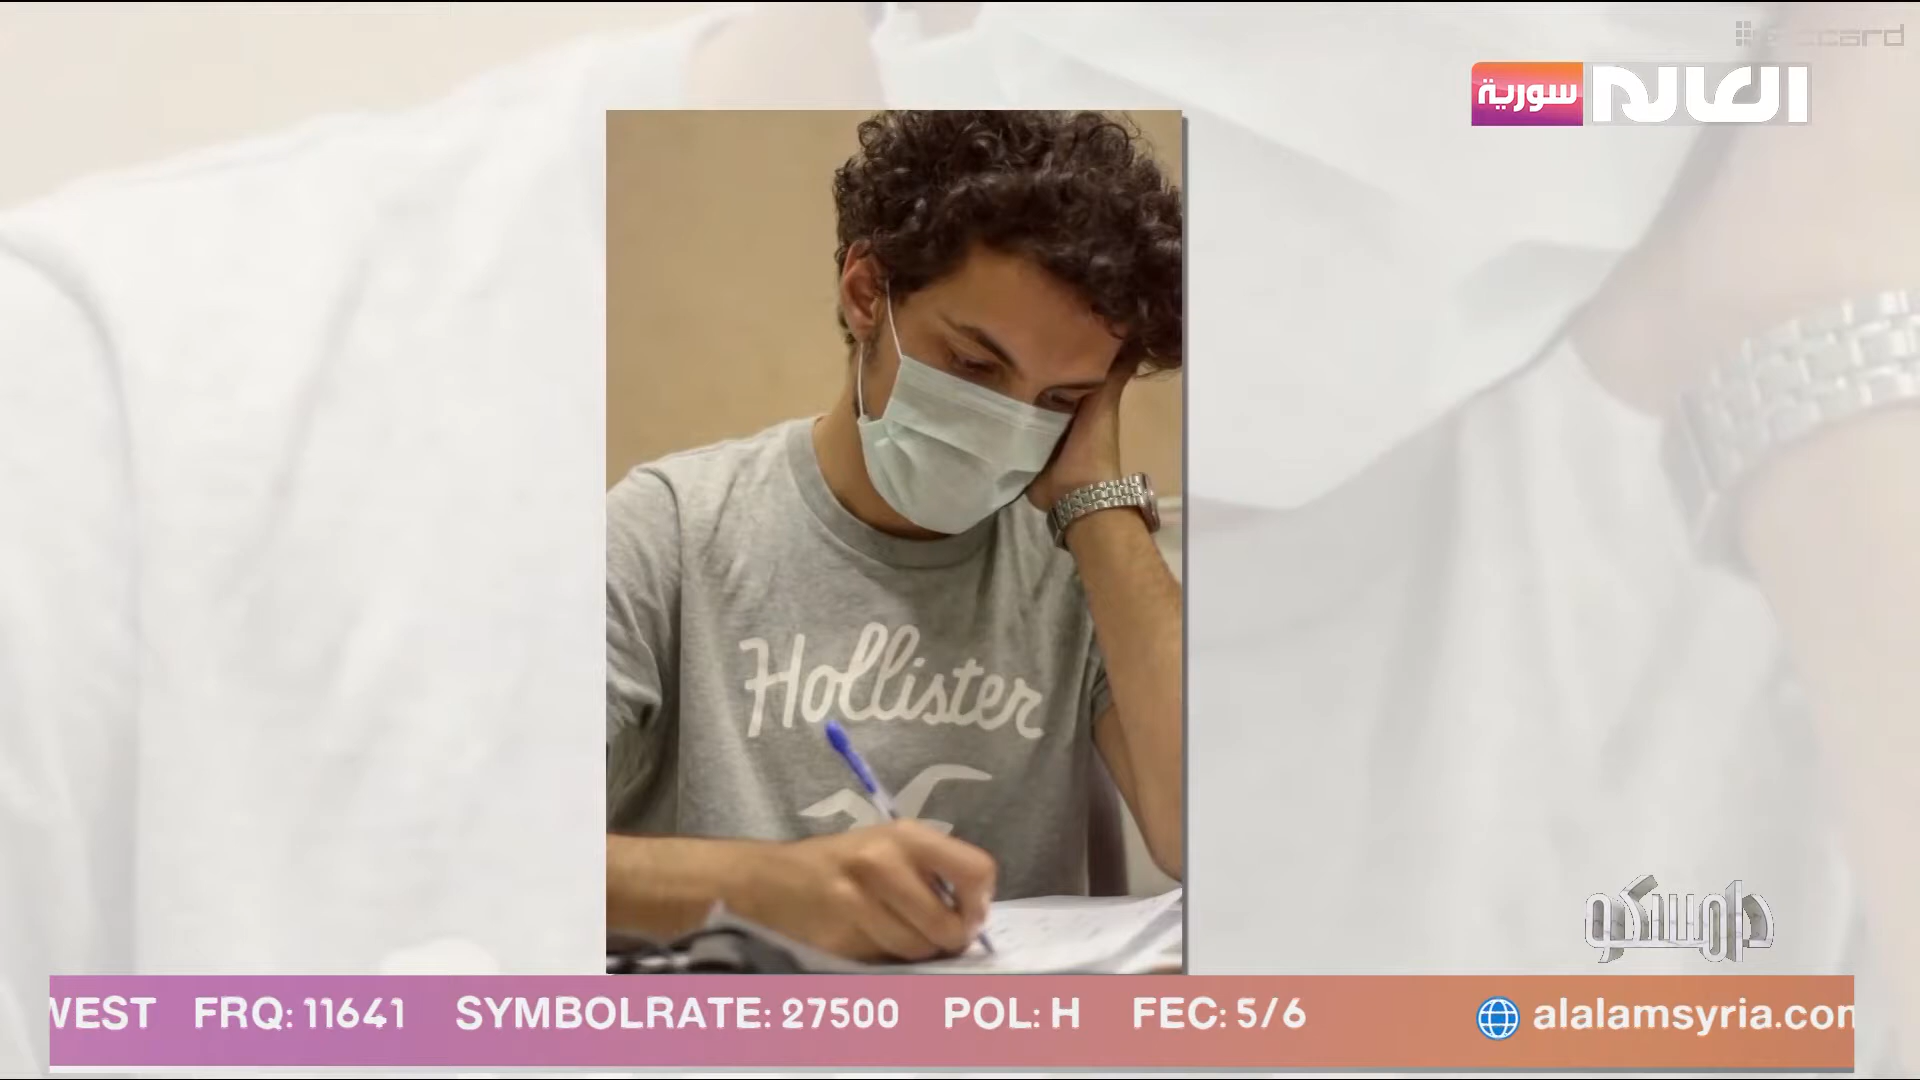 العالم سورية
Hollister
دامسكو
WEST FRQ: 11641 SYMBOLRATE: 27500 POL: H FEC: 5/6
alalamsyria.com